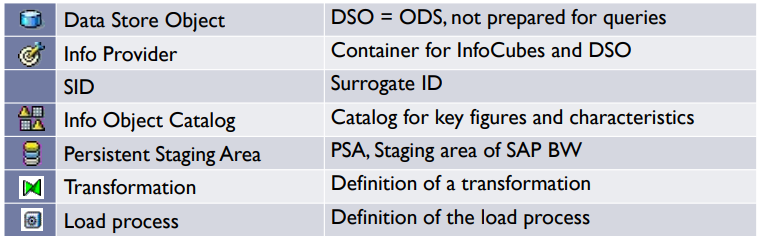 Data Store Object DSO = ODS, not prepared for queries
Info Provider Container for InfoCubes and DSO
SID Surrogate ID
Info Object Catalog Catalog for key figures and characteristics
Persistent Staging Area PSA, Staging area of SAP BW
Transformation Definition of a transformation
Load process Definition of the load process